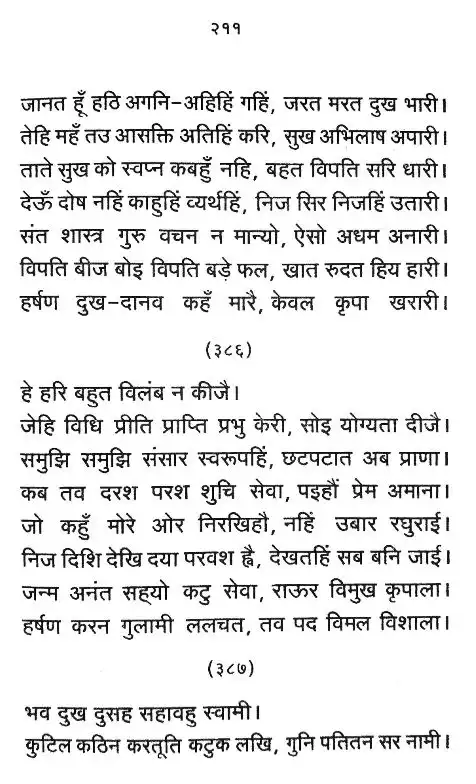 २११
जानत हूँ हठि अगनि-अहिहिं गहिं, जरत मरत दुख भारी।
तेहि महँ तउ आसक्ति अतिहिं करि, सुख अभिलाष अपारी।
ताते सुख को स्वप्न कबहुँ नहि, बहत विपति सरि धारी।
देऊँ दोष नहिं काहुहिं व्यर्थहिं, निज सिर निजहिं उतारी।
संत शास्त्र गुरु वचन न मान्यो, ऐसो अधम अनारी।
विपति बीज बोइ विपति बड़े फल, खात रुदत हिय हारी।
हर्षण दुख-दानव कहँ मारै, केवल कृपा खरारी।
(३८६)
हे हरि बहुत विलंब न कीजै।
जेहि विधि प्रीति प्राप्ति प्रभु केरी, सोइ योग्यता दीजै।
समुझि समुझि संसार स्वरूपहिं, छटपटात अब प्राणा।
कब तव दरश परश शुचि सेवा, पइहौं प्रेम अमाना।
जो कहुँ मोरे ओर निरखिहौ, नहिं उबार रघुराई।
निज दिशि देखि दया परवश ह्वै, देखतहिं सब बनि जाई।
जन्म अनंत सह्यो कटु सेवा, राऊर विमुख कृपाला।
हर्षण करन गुलामी ललचत, तव पद विमल विशाला।
(३८७)
भव दुख दुसह सहावहु स्वामी।
कुटिल कठिन करतूति कटुक लखि, गुनि पतितन सर नामी।